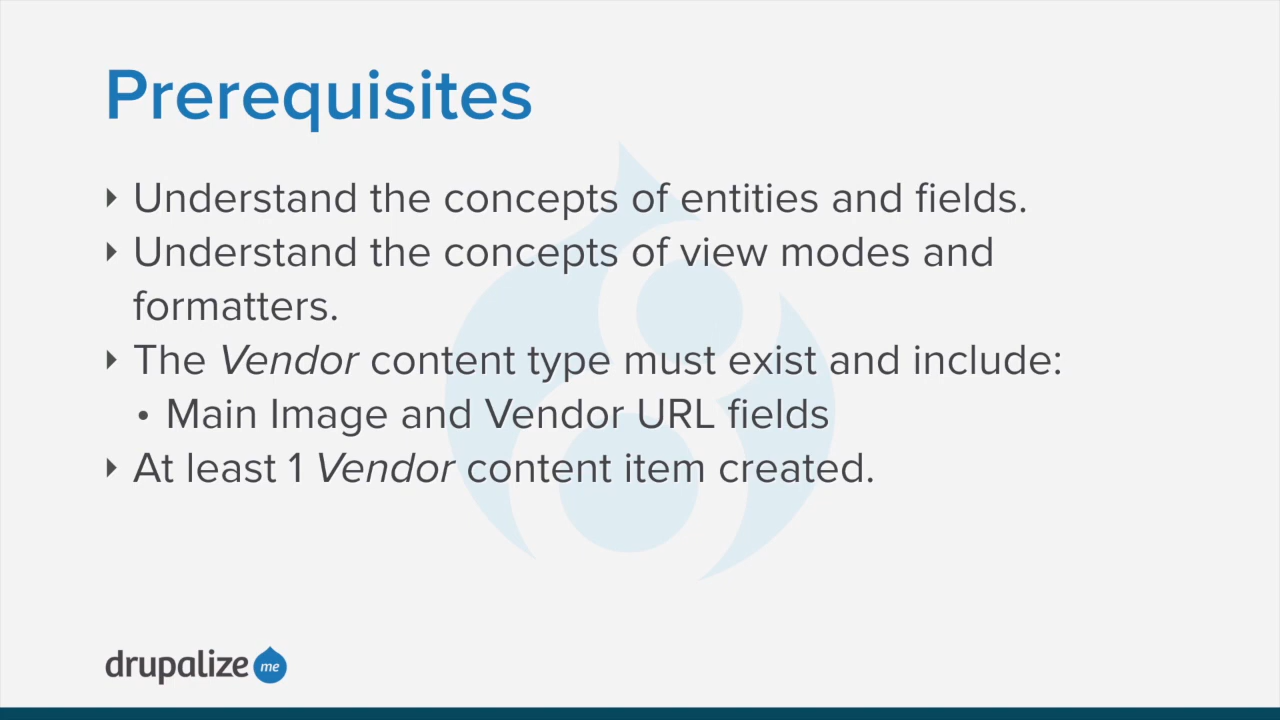 Prerequisites
‣ Understand the concepts of entities and fields.
‣ Understand the concepts of view modes and
formatters.
‣ The Vendor content type must exist and include:
• Main Image and Vendor URL fields
‣ At least 1 Vendor content item created.
drupalize me